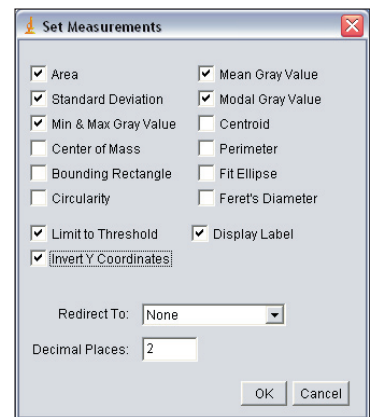 Set Measurements
Area Mean Gray Value
Standard Deviation Modal Gray Value
Min & Max Gray Value Centroid
Center of Mass Perimeter
Bounding Rectangle Fit Ellipse
Circularity Feret's Diameter
Limit to Threshold Display Label
Invert Y Coordinates
Redirect To: None
Decimal Places: 2
OK Cancel